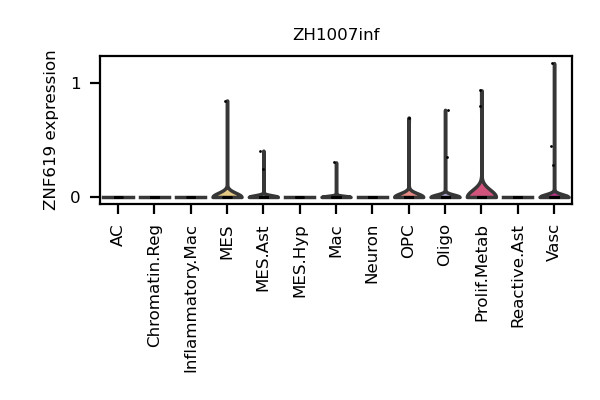 ZH1007inf
ZNF619 expression
1
0
AC
Chromatin.Reg
Inflammatory.Mac
MES
MES.Ast
MES.Hyp
Mac
Neuron
OPC
Oligo
Prolif.Metab
Reactive.Ast
Vasc